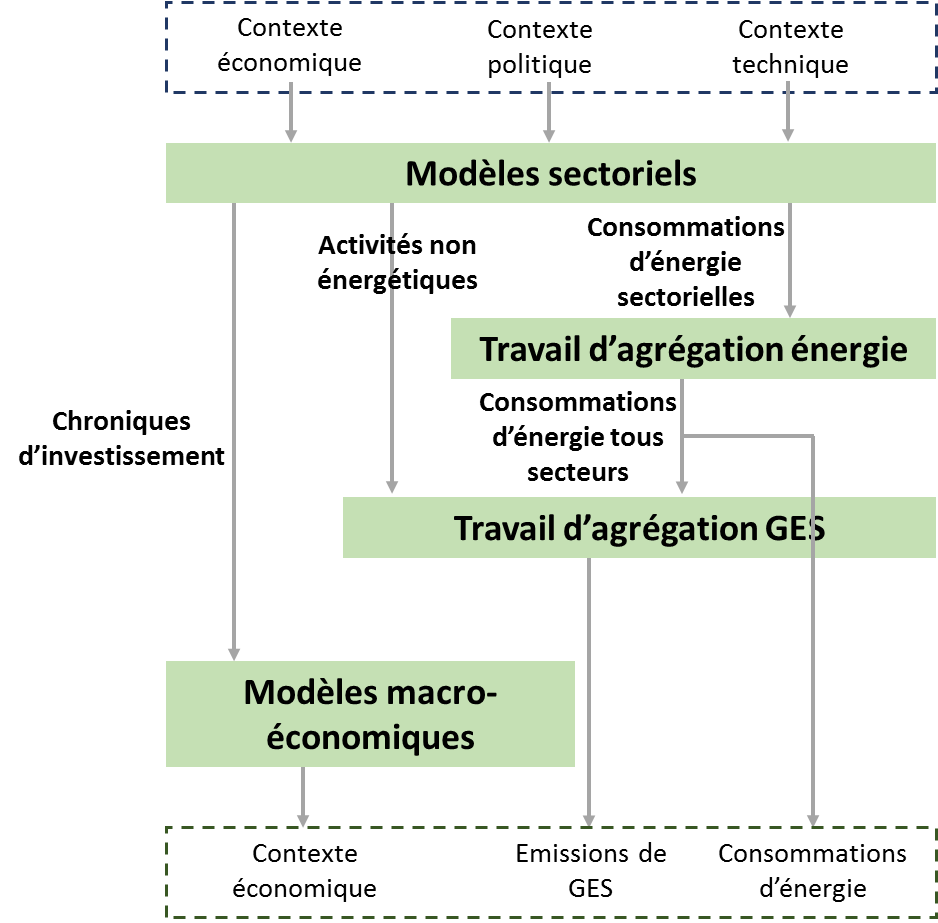 Contexte
économique
Contexte
politique
Contexte
technique
Modèles sectoriels
Activités non
énergétiques
Consommations
d’énergie
sectorielles
Travail d’agrégation énergie
Chroniques
d’investissement
Consommations
d’énergie tous
secteurs
Travail d’agrégation GES
Modèles macro-
économiques
Contexte
économique
Emissions de
GES
Consommations
d’énergie